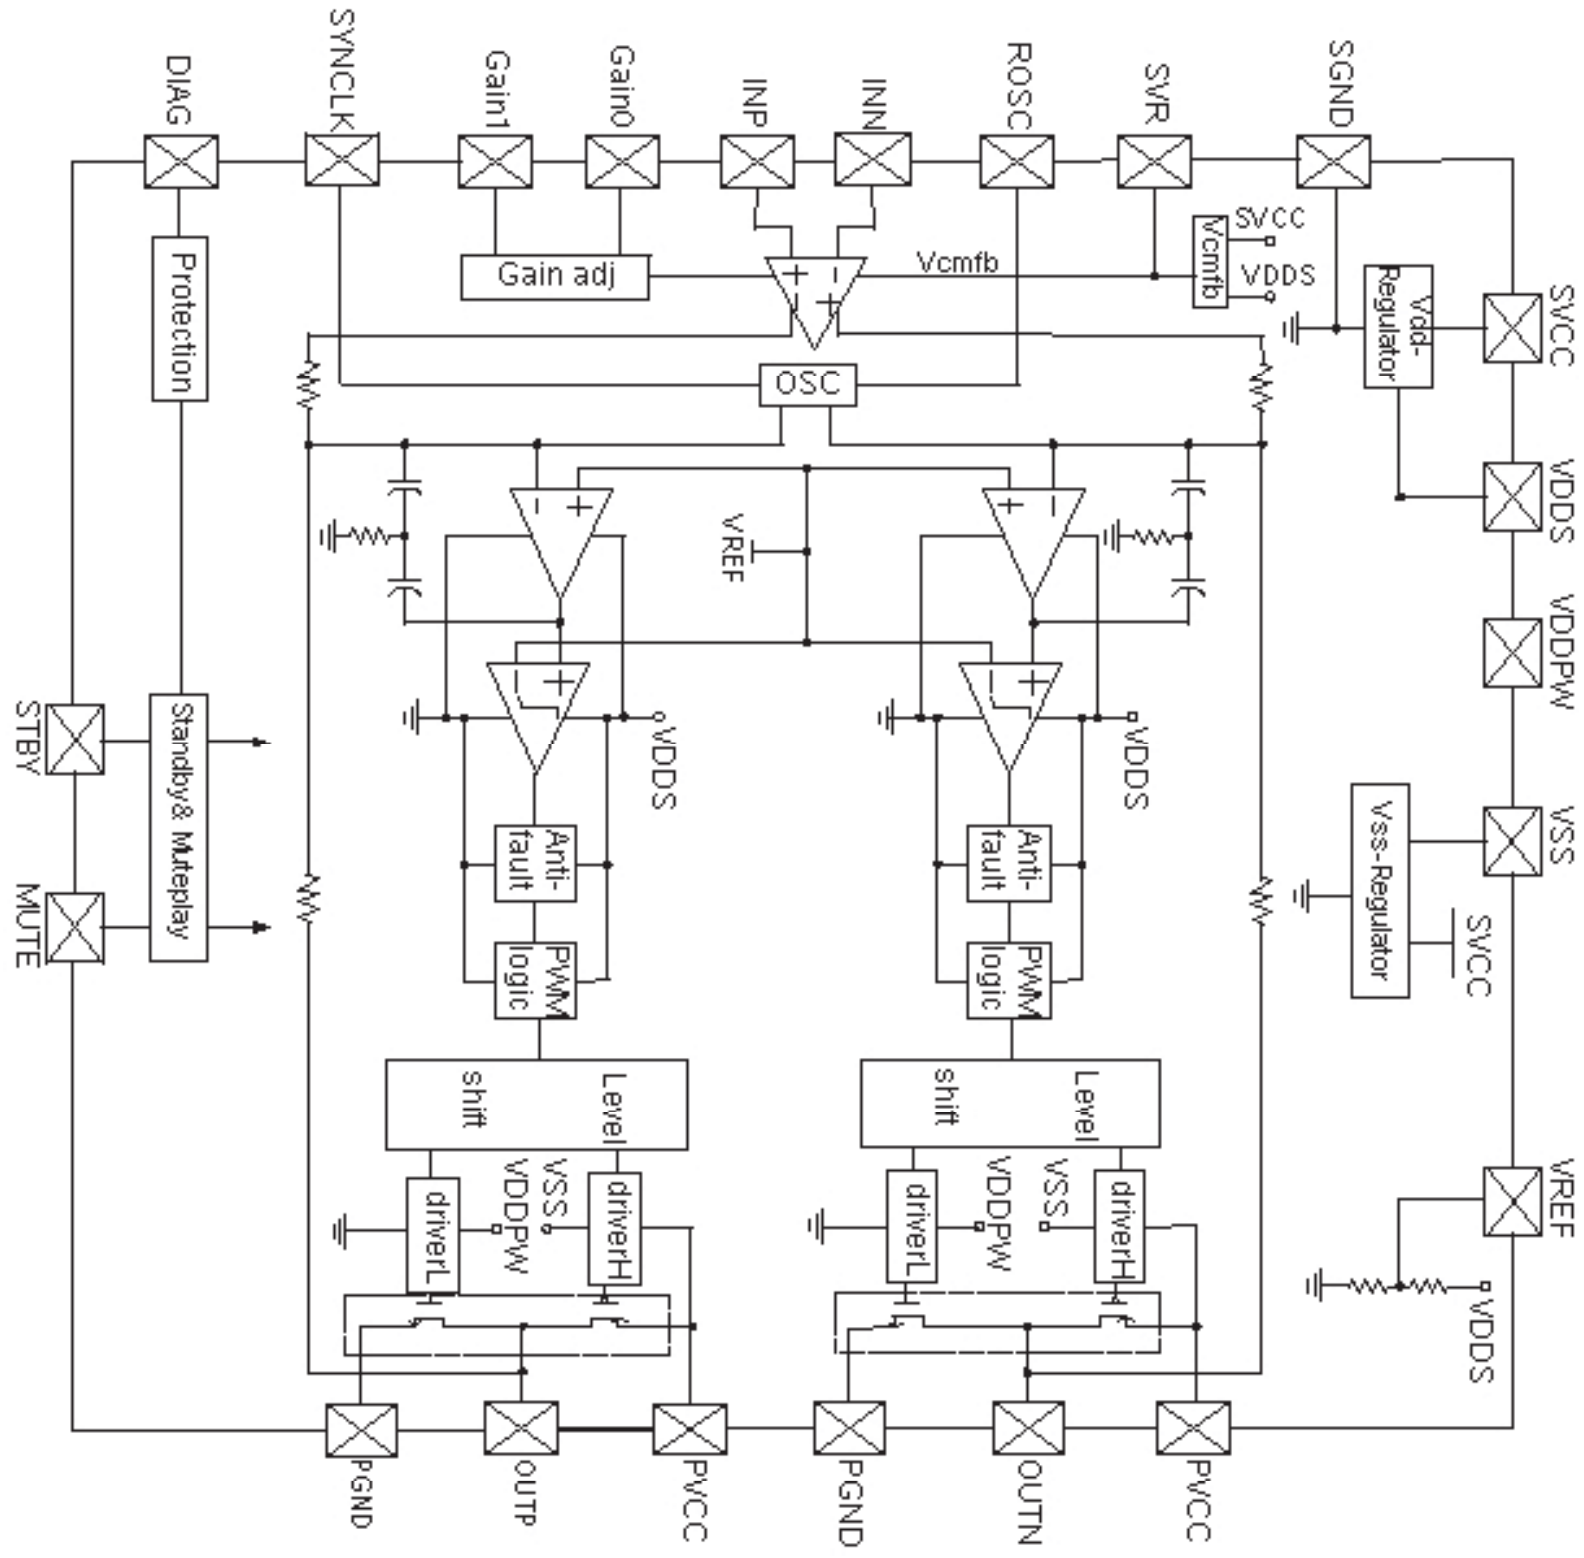 DIAG
SYNCLK
Gain1
Gain0
INP
INN
ROSC
SVR
SGND
Protection
Gain adj
+
-
+
-
Vcmfb
Vcmfb
SVCC
VDDS
Vdd-
Regulator
SVCC
OSC
VDDS
-
+
VREF
+
-
VDDPW
STBY
Standby& Muteplay
MUTE
-
+
VDDS
-
+
VDDS
Anti-
fault
Anti-
fault
VSS
Vss-Regulator
SVCC
PWM
logic
PWM
logic
Level
shift
Level
shift
driverL
VDDPW
VSS
driverH
driverL
VDDPW
VSS
driverH
VREF
VDDS
PGND
OUTP
PVCC
PGND
OUTN
PVCC